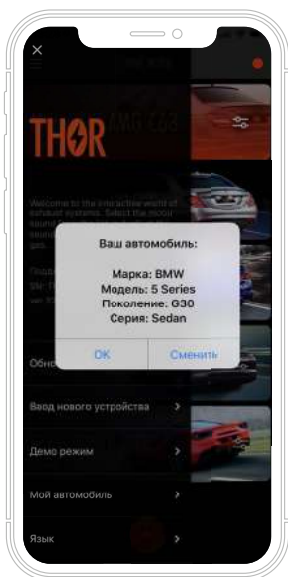 THOR
Welcome to the interactive world of
exhaust systems. Select the motor
Ваш автомобиль:
Марка: BMW
Модель: 5 Series
Поколение: G30
Серия: Sedan
OK
Сменить
Ввод нового устройства
Демо режим
Мой автомобиль
Язык